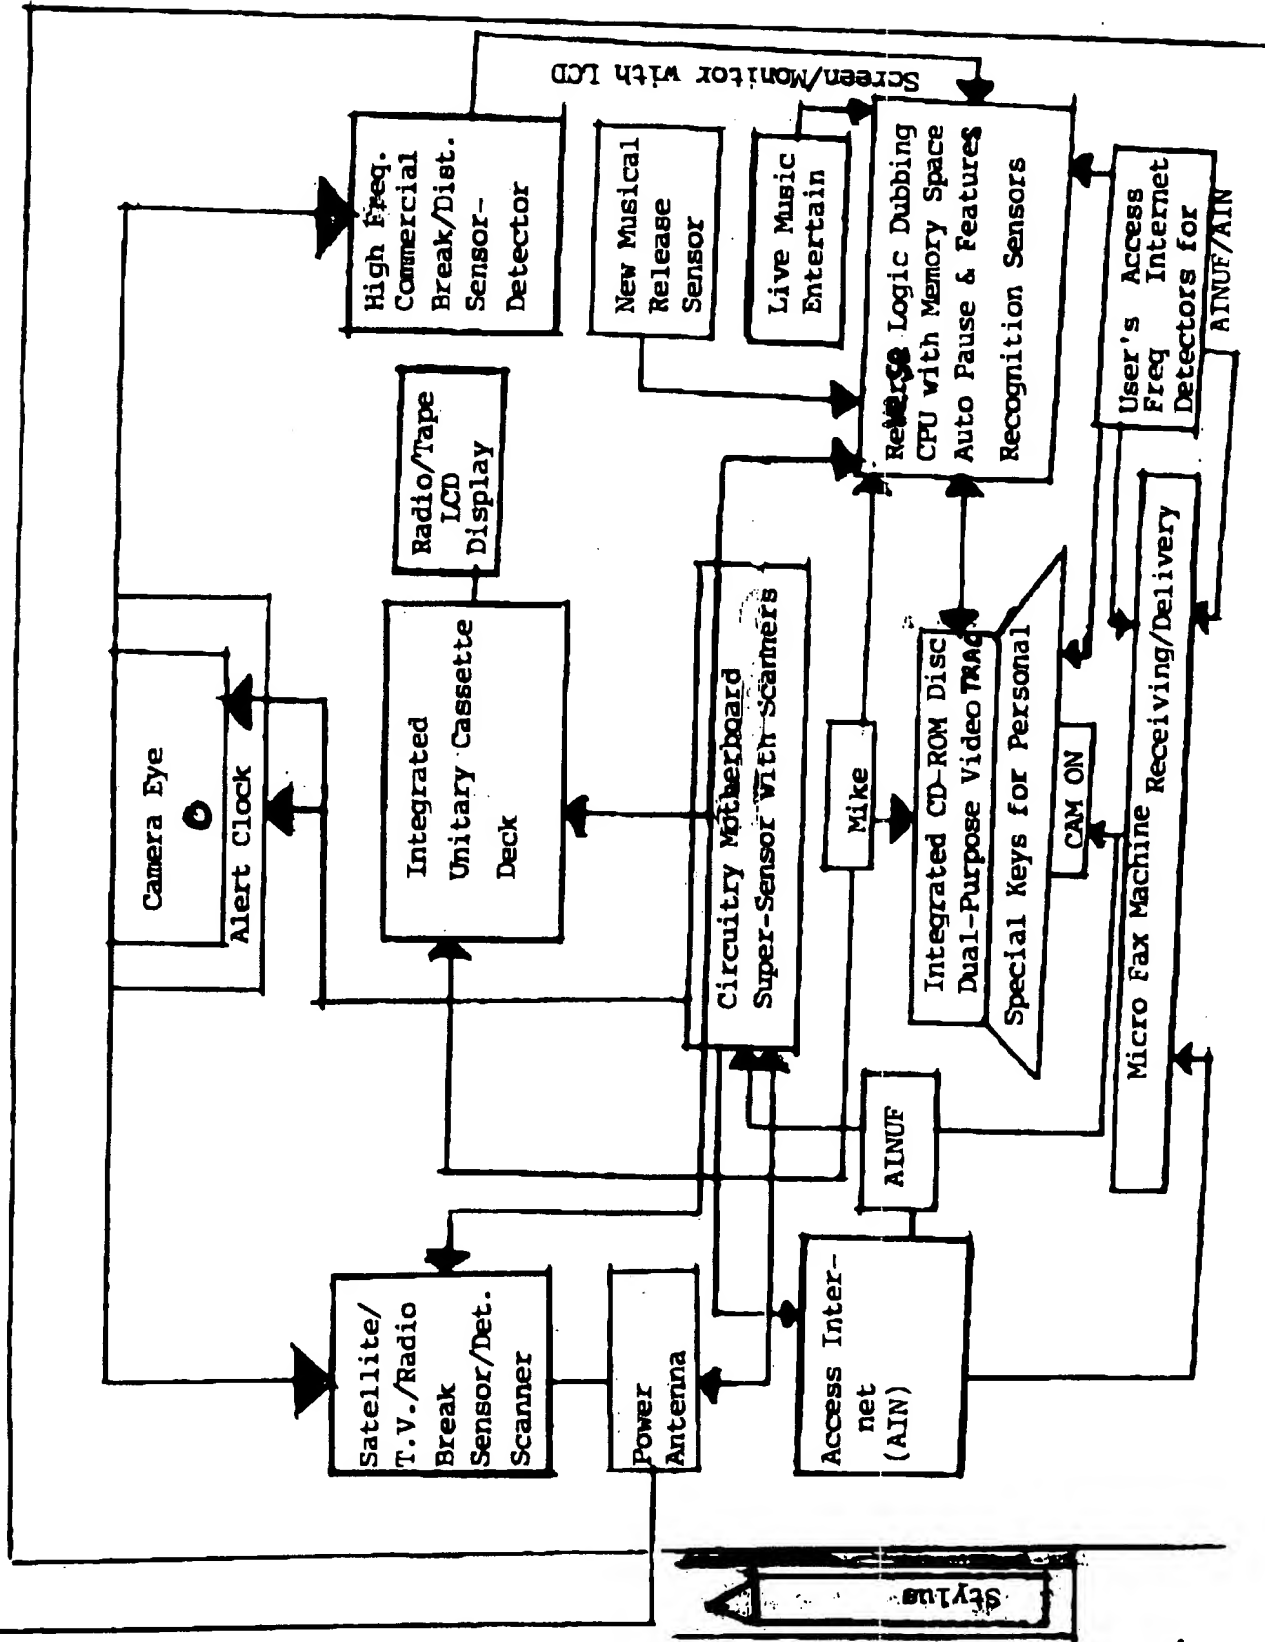 Camera Eye
Alert Clock
Satellite/
T.V./Radio
Break
Sensor/Det.
Scanner
Integrated
Unitary Cassette
Deck
Radio/Tape
LCD
Display
High Freq.
Commercial
Break/Dist.
Sensor-
Detector
Screen/Monitor with LCD
Power
Antenna
New Musical
Release
Sensor
Circuitry Motherboard
Super-Sensor With Scanners
Live Music
Entertain
Mike
Access Inter-
net
(AIN)
AINUF
Reverse Logic Dubbing
CPU with Memory Space
Auto Pause & Features
Recognition Sensors
Integrated CD-ROM Disc
Dual-Purpose Video TRAC
Special Keys for Personal
CAM ON
User's Access
Freq Internet
Detectors for
AINUF/AIN
Micro Fax Machine Receiving/Delivery
Stylus